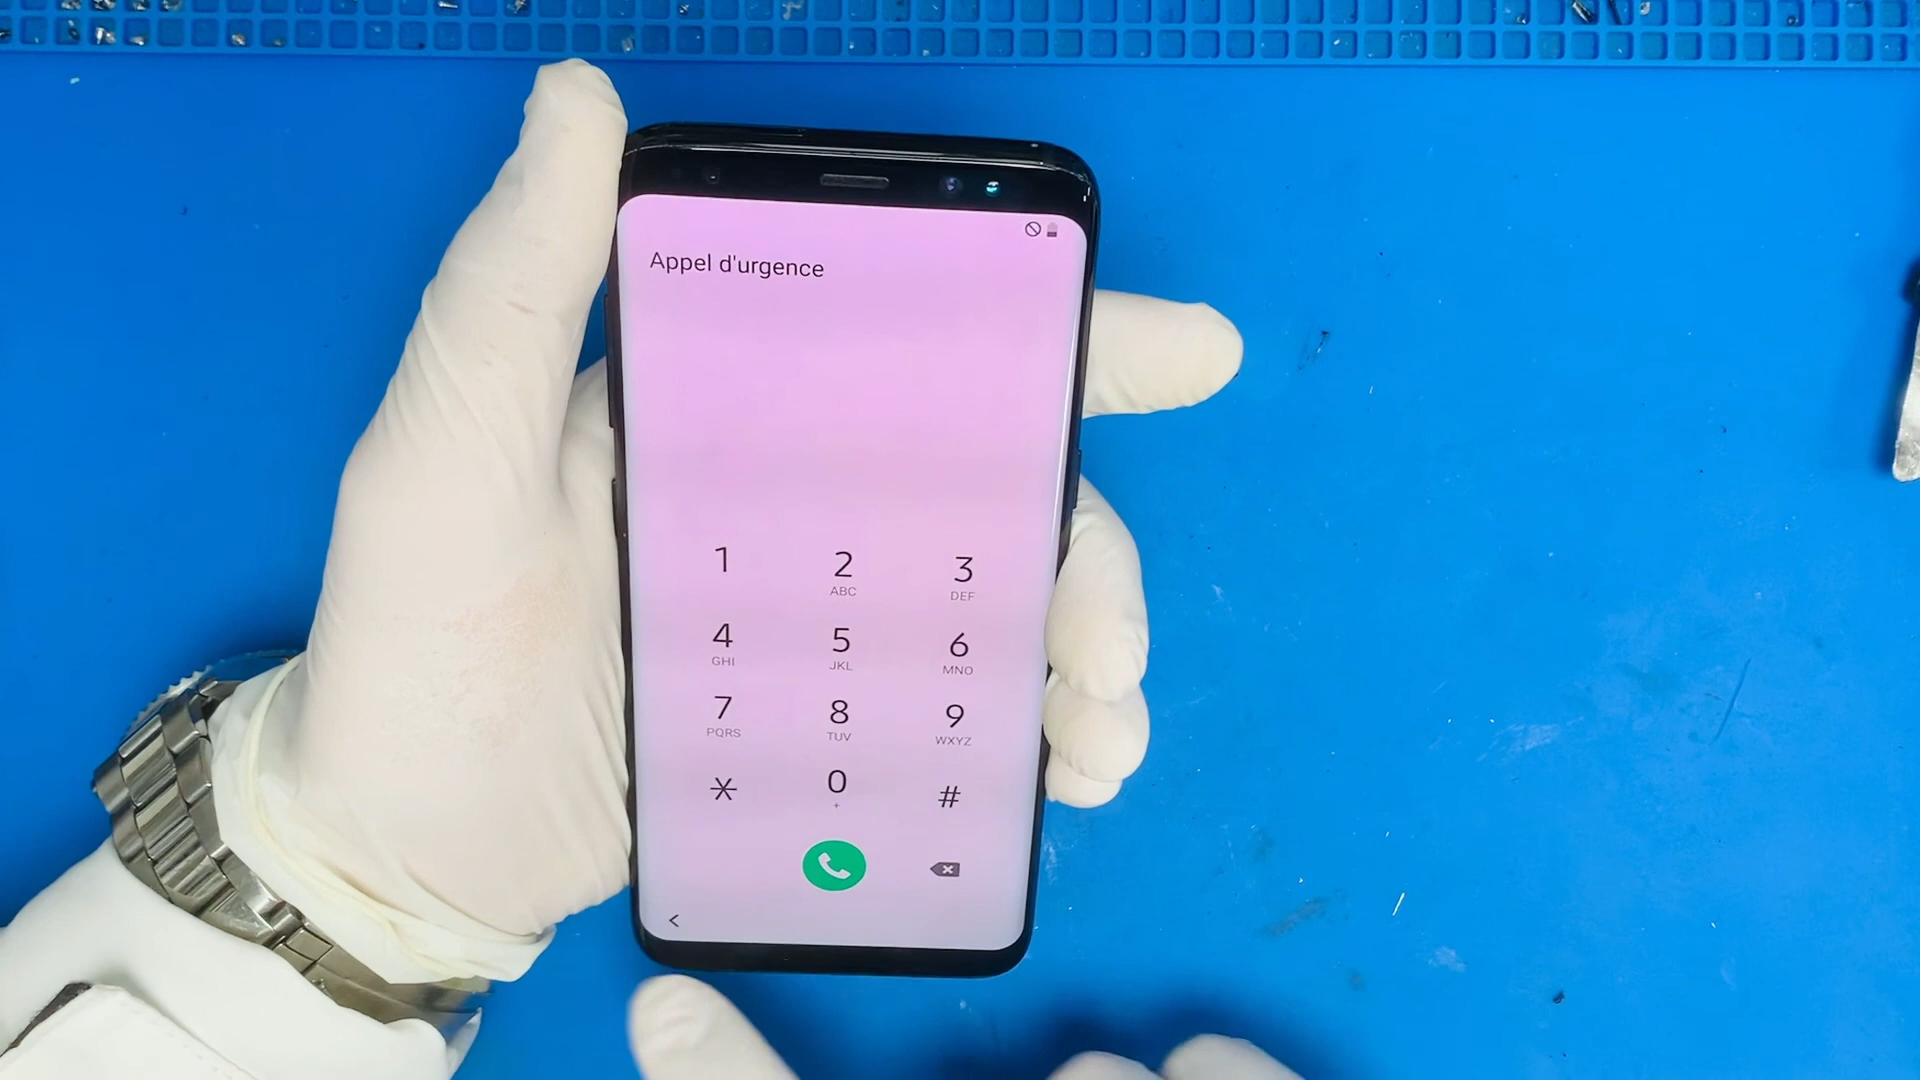 Appel d'urgence
1 2 3
ABC DEF
4 5 6
GHI JKL MNO
7 8 9
PQRS TUV WXYZ
* 0 #
+